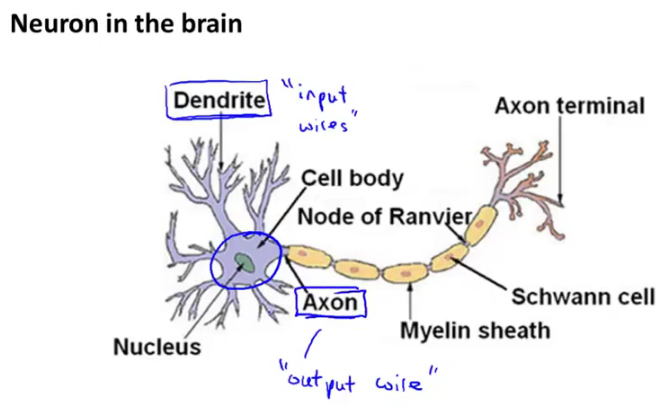 Neuron in the brain
Dendrite
"input
wires"
Axon terminal
Cell body
Node of Ranvier
Axon
Schwann cell
Myelin sheath
Nucleus
"output wire"